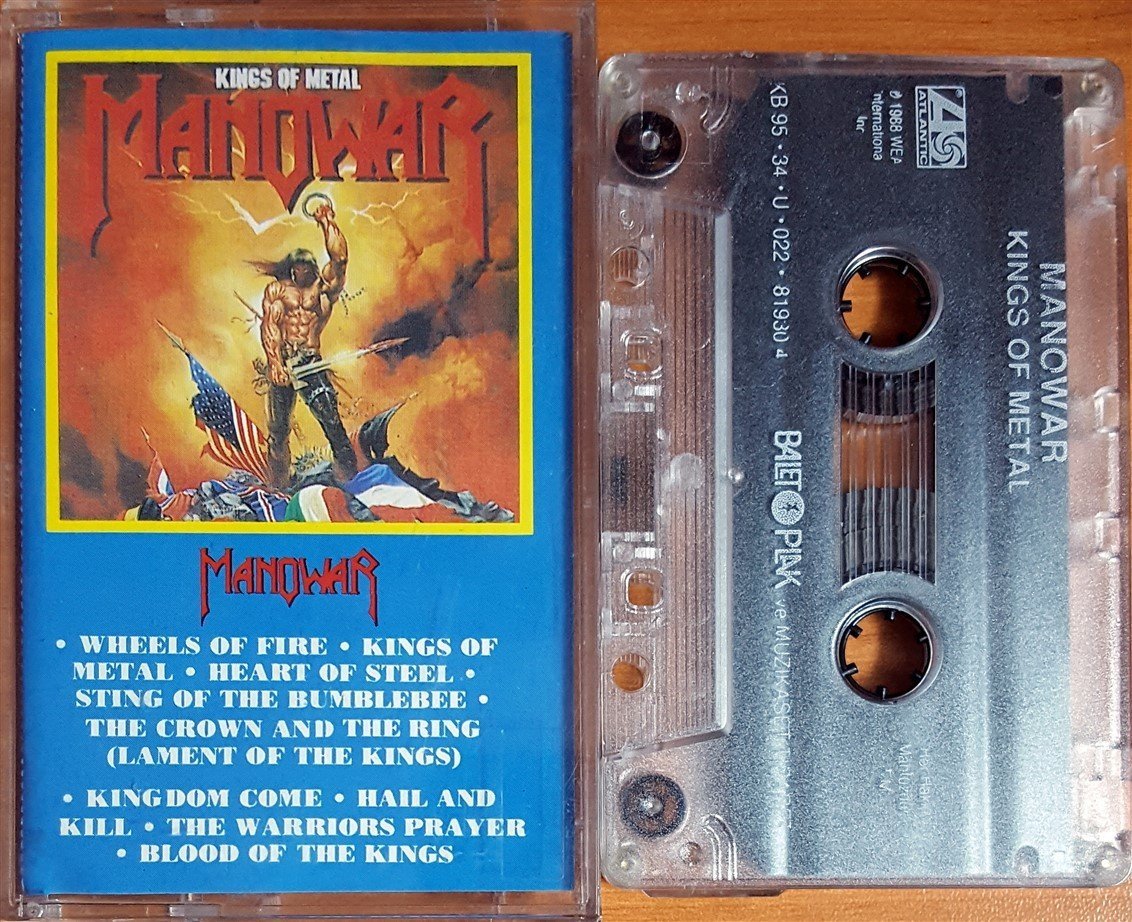 KINGS OF METAL
MANOWAR
MANOWAR
• WHEELS OF FIRE • KINGS OF
METAL • HEART OF STEEL •
STING OF THE BUMBLEBEE •
THE CROWN AND THE RING
(LAMENT OF THE KINGS)
• KINGDOM COME • HAIL AND
KILL • THE WARRIORS PRAYER
• BLOOD OF THE KINGS
MANOWAR
KINGS OF METAL
ATLANTIC
℗ 1988 WEA
Internationa
Inc
KB 95 • 34 • U • 022 • 81930 4
BALET PLAK ve